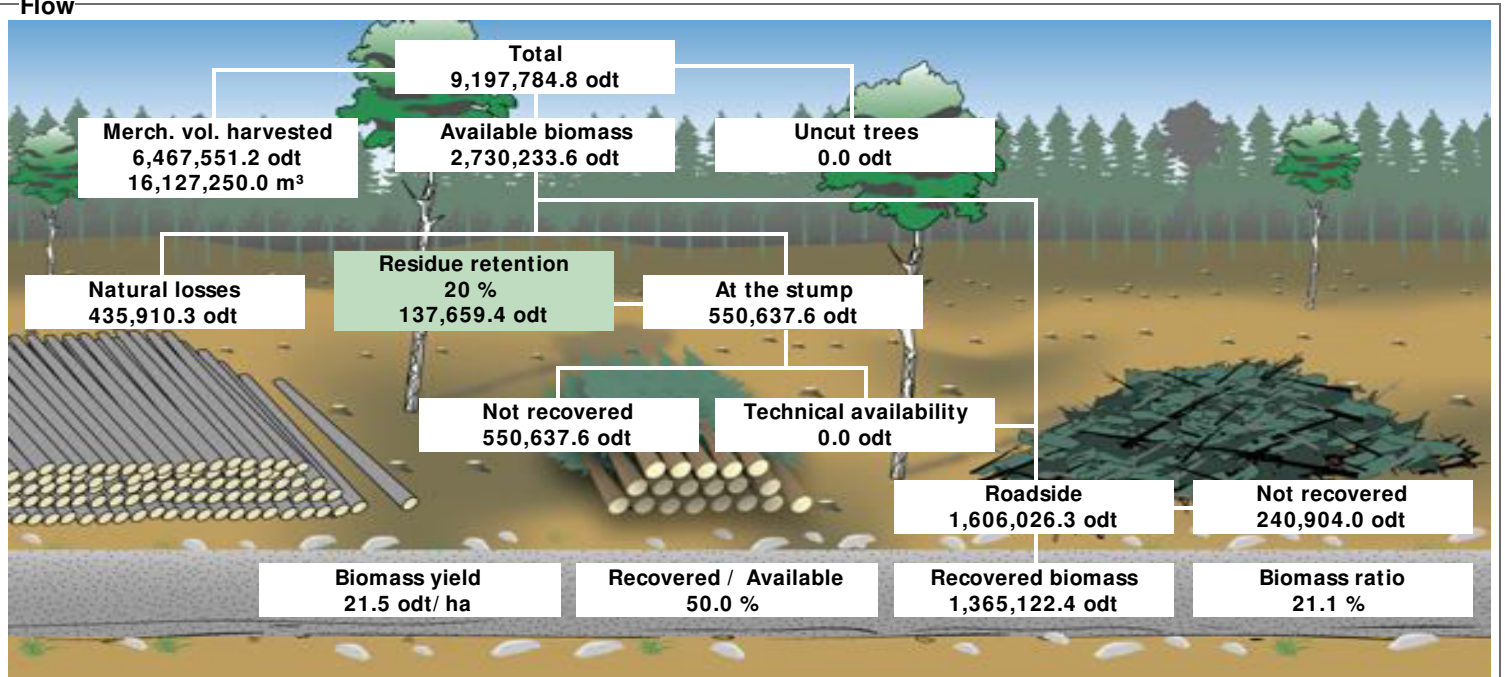 Flow
Total
9,197,784.8 odt
Merch. vol. harvested
6,467,551.2 odt
16,127,250.0 m³
Available biomass
2,730,233.6 odt
Uncut trees
0.0 odt
Natural losses
435,910.3 odt
Residue retention
20 %
137,659.4 odt
At the stump
550,637.6 odt
Not recovered
550,637.6 odt
Technical availability
0.0 odt
Roadside
1,606,026.3 odt
Not recovered
240,904.0 odt
Biomass yield
21.5 odt/ ha
Recovered / Available
50.0 %
Recovered biomass
1,365,122.4 odt
Biomass ratio
21.1 %